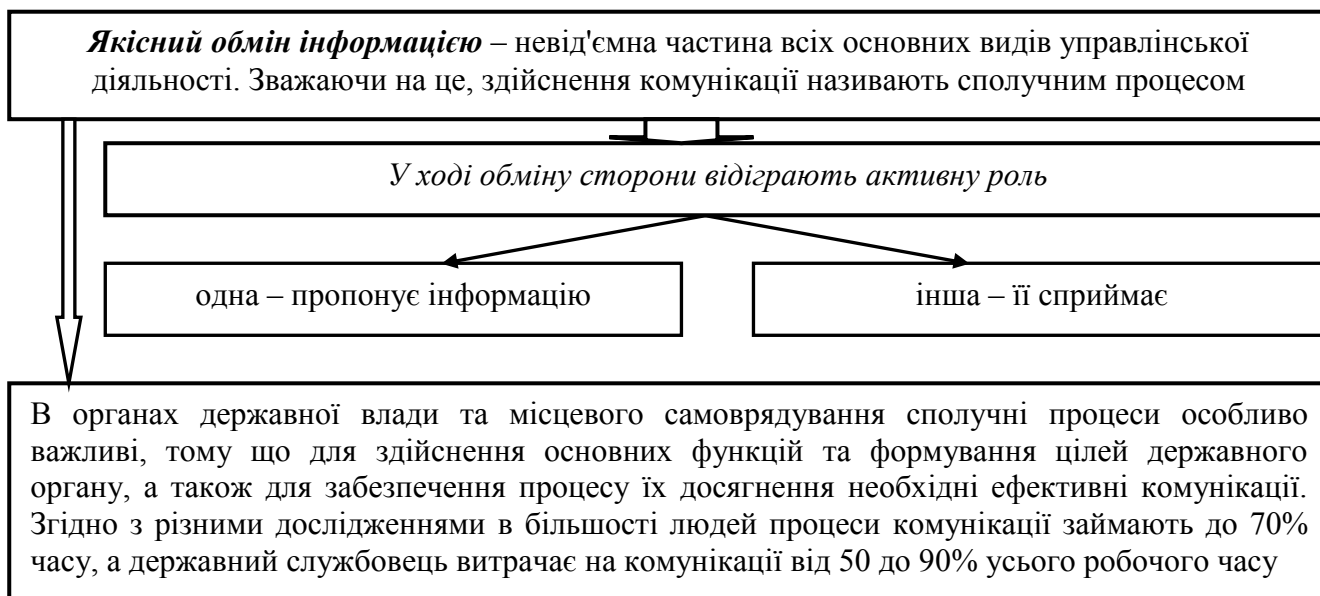 Якісний обмін інформацією – невід'ємна частина всіх основних видів управлінської
діяльності. Зважаючи на це, здійснення комунікації називають сполучним процесом
У ході обміну сторони відіграють активну роль
одна – пропонує інформацію
інша – її сприймає
В органах державної влади та місцевого самоврядування сполучні процеси особливо
важливі, тому що для здійснення основних функцій та формування цілей державного
органу, а також для забезпечення процесу їх досягнення необхідні ефективні комунікації.
Згідно з різними дослідженнями в більшості людей процеси комунікації займають до 70%
часу, а державний службовець витрачає на комунікації від 50 до 90% усього робочого часу